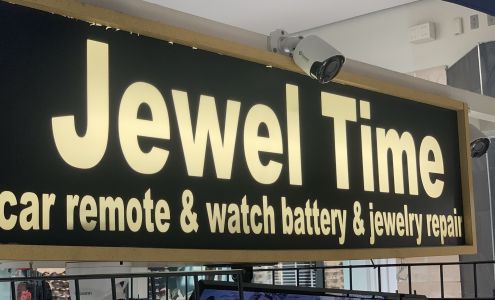 Jewel Time
car remote & watch battery & jewelry repair